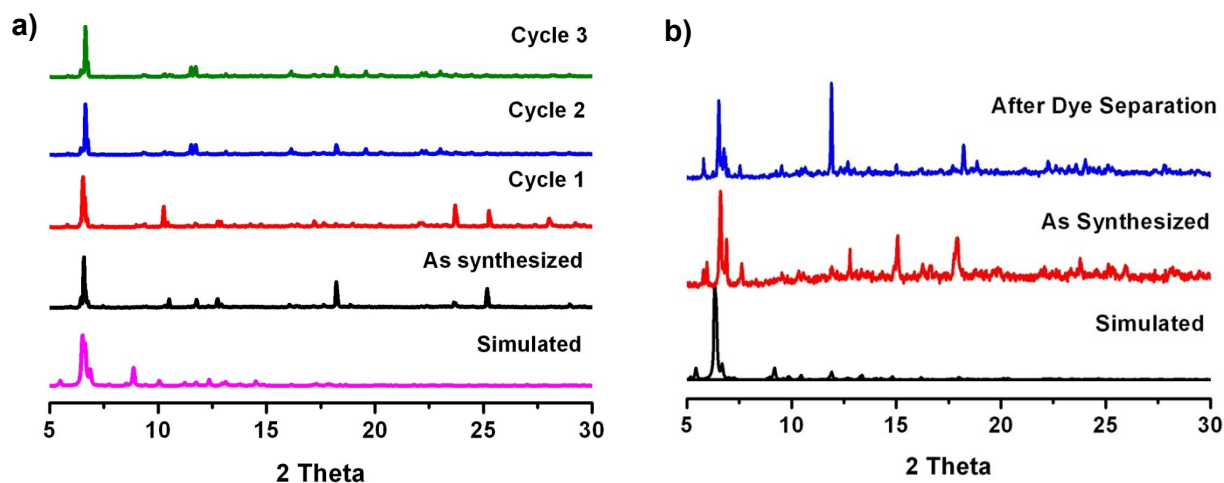 a)
Cycle 3
Cycle 2
Cycle 1
As synthesized
Simulated
5 10 15 20 25 30
2 Theta
b)
After Dye Separation
As Synthesized
Simulated
5 10 15 20 25 30
2 Theta